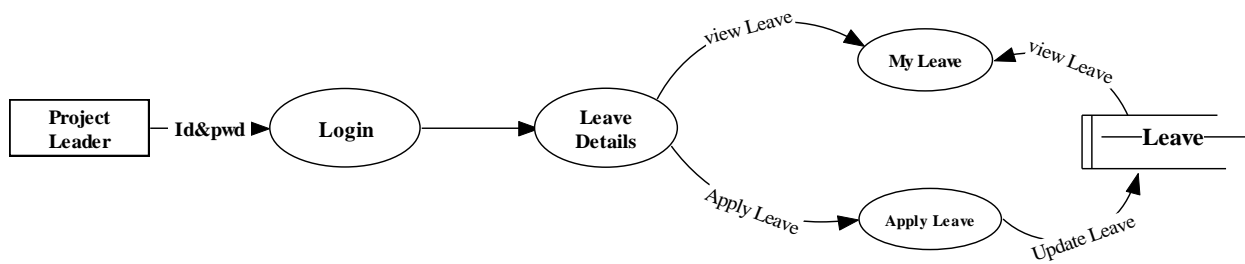 Project
Leader
Id&pwd
Login
Leave
Details
view Leave
My Leave
view Leave
Leave
Apply Leave
Apply Leave
Update Leave